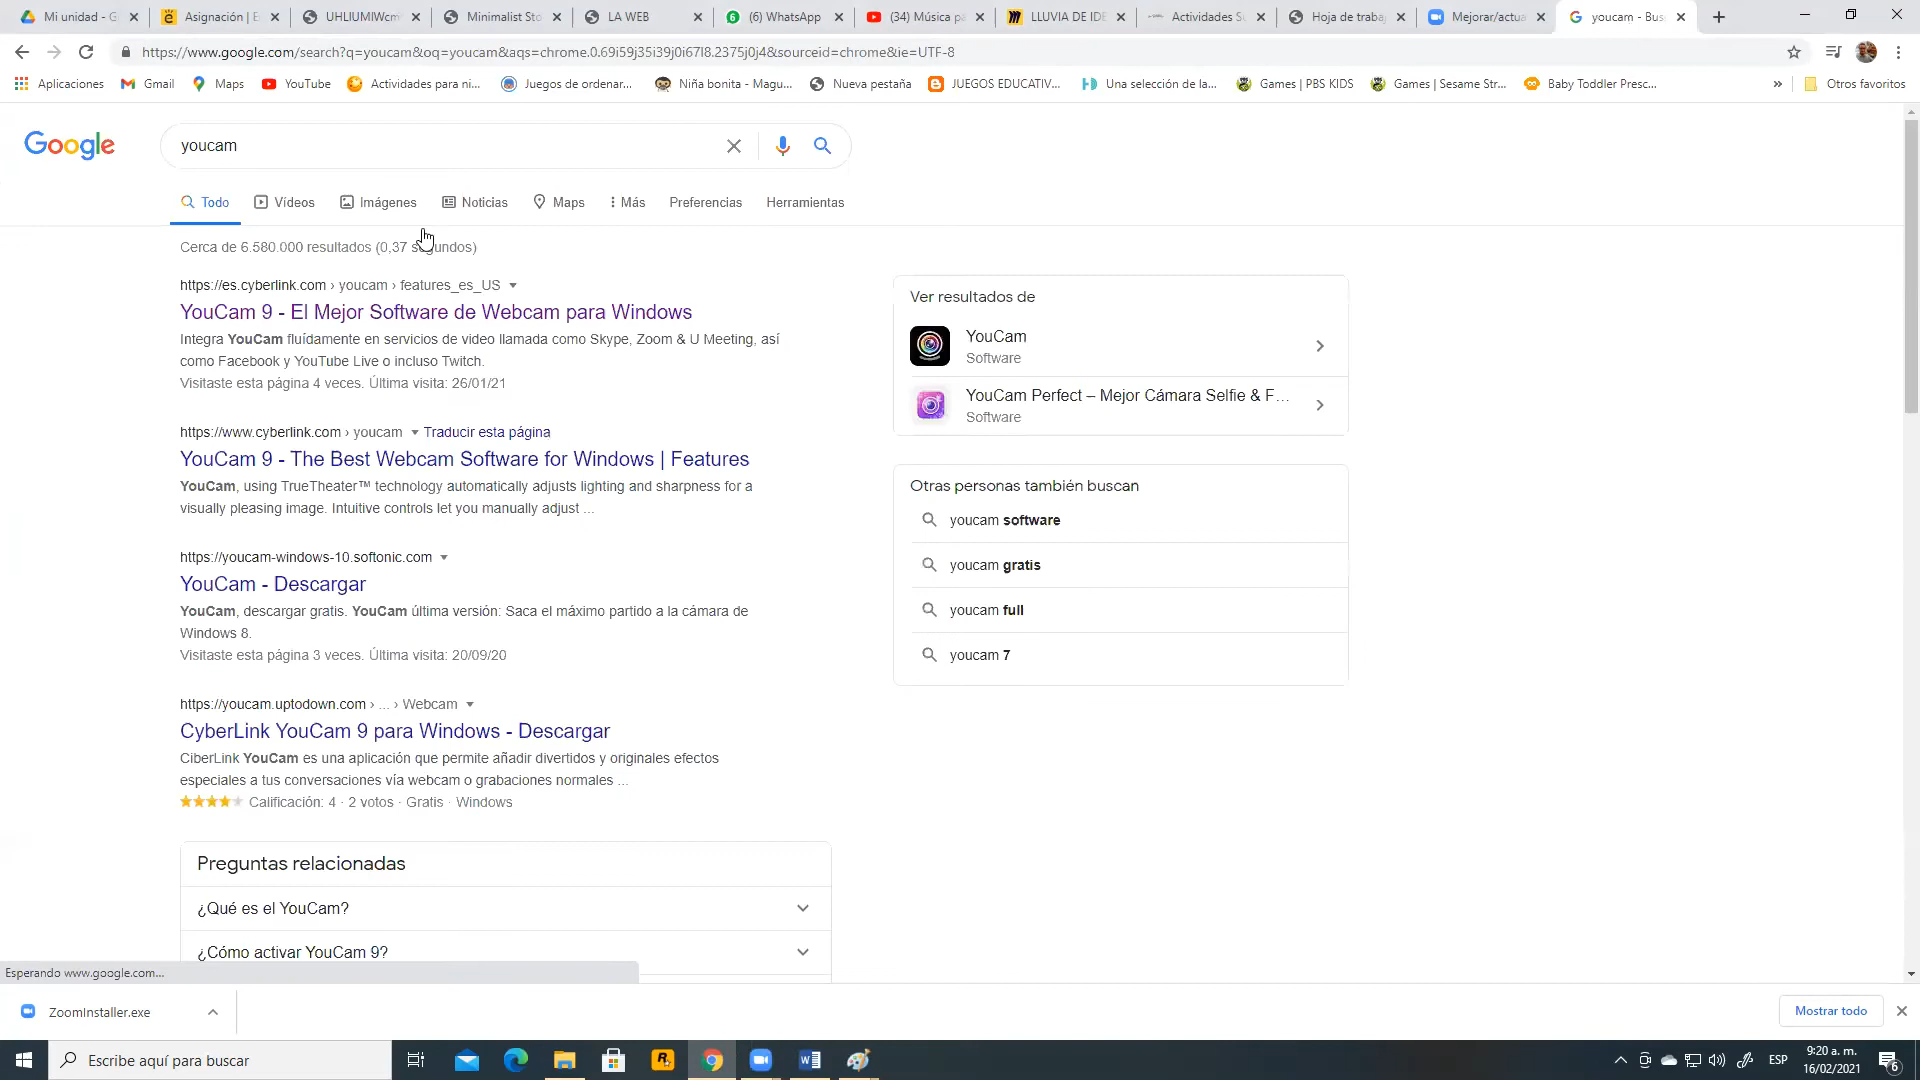 Mi unidad - G
Asignación | E
UHLIUMIWcm
Minimalist Sto
LA WEB
(6) WhatsApp
(34) Música pa
LLUVIA DE IDE
Actividades Su
Hoja de traba
Mejorar/actua
youcam - Bus
https://www.google.com/search?q=youcam&oq=youcam&aqs=chrome.0.69i59j35i39j0i67l8.2375j0j4&sourceid=chrome&ie=UTF-8
Aplicaciones
Gmail
Maps
YouTube
Actividades para ni...
Juegos de ordenar...
Niña bonita - Magu...
Nueva pestaña
JUEGOS EDUCATIV...
Una selección de la...
Games | PBS KIDS
Games | Sesame Str...
Baby Toddler Presc...
»
Otros favoritos
Google
youcam
Todo
Vídeos
Imágenes
Noticias
Maps
Más
Preferencias
Herramientas
Cerca de 6.580.000 resultados (0,37 segundos)
https://es.cyberlink.com › youcam › features_es_US
YouCam 9 - El Mejor Software de Webcam para Windows
Integra YouCam fluídamente en servicios de video llamada como Skype, Zoom & U Meeting, así
como Facebook y YouTube Live o incluso Twitch.
Visitaste esta página 4 veces. Última visita: 26/01/21
https://www.cyberlink.com › youcam Traducir esta página
YouCam 9 - The Best Webcam Software for Windows | Features
YouCam, using TrueTheater™ technology automatically adjusts lighting and sharpness for a
visually pleasing image. Intuitive controls let you manually adjust ...
https://youcam-windows-10.softonic.com
YouCam - Descargar
YouCam, descargar gratis. YouCam última versión: Saca el máximo partido a la cámara de
Windows 8.
Visitaste esta página 3 veces. Última visita: 20/09/20
https://youcam.uptodown.com › ... › Webcam
CyberLink YouCam 9 para Windows - Descargar
CiberLink YouCam es una aplicación que permite añadir divertidos y originales efectos
especiales a tus conversaciones vía webcam o grabaciones normales ...
Calificación: 4 · 2 votos · Gratis · Windows
Preguntas relacionadas
¿Qué es el YouCam?
¿Cómo activar YouCam 9?
Ver resultados de
YouCam
Software
YouCam Perfect – Mejor Cámara Selfie & F...
Software
Otras personas también buscan
youcam software
youcam gratis
youcam full
youcam 7
Esperando www.google.com...
ZoomInstaller.exe
Mostrar todo
Escribe aquí para buscar
ESP
9:20 a. m.
16/02/2021
6